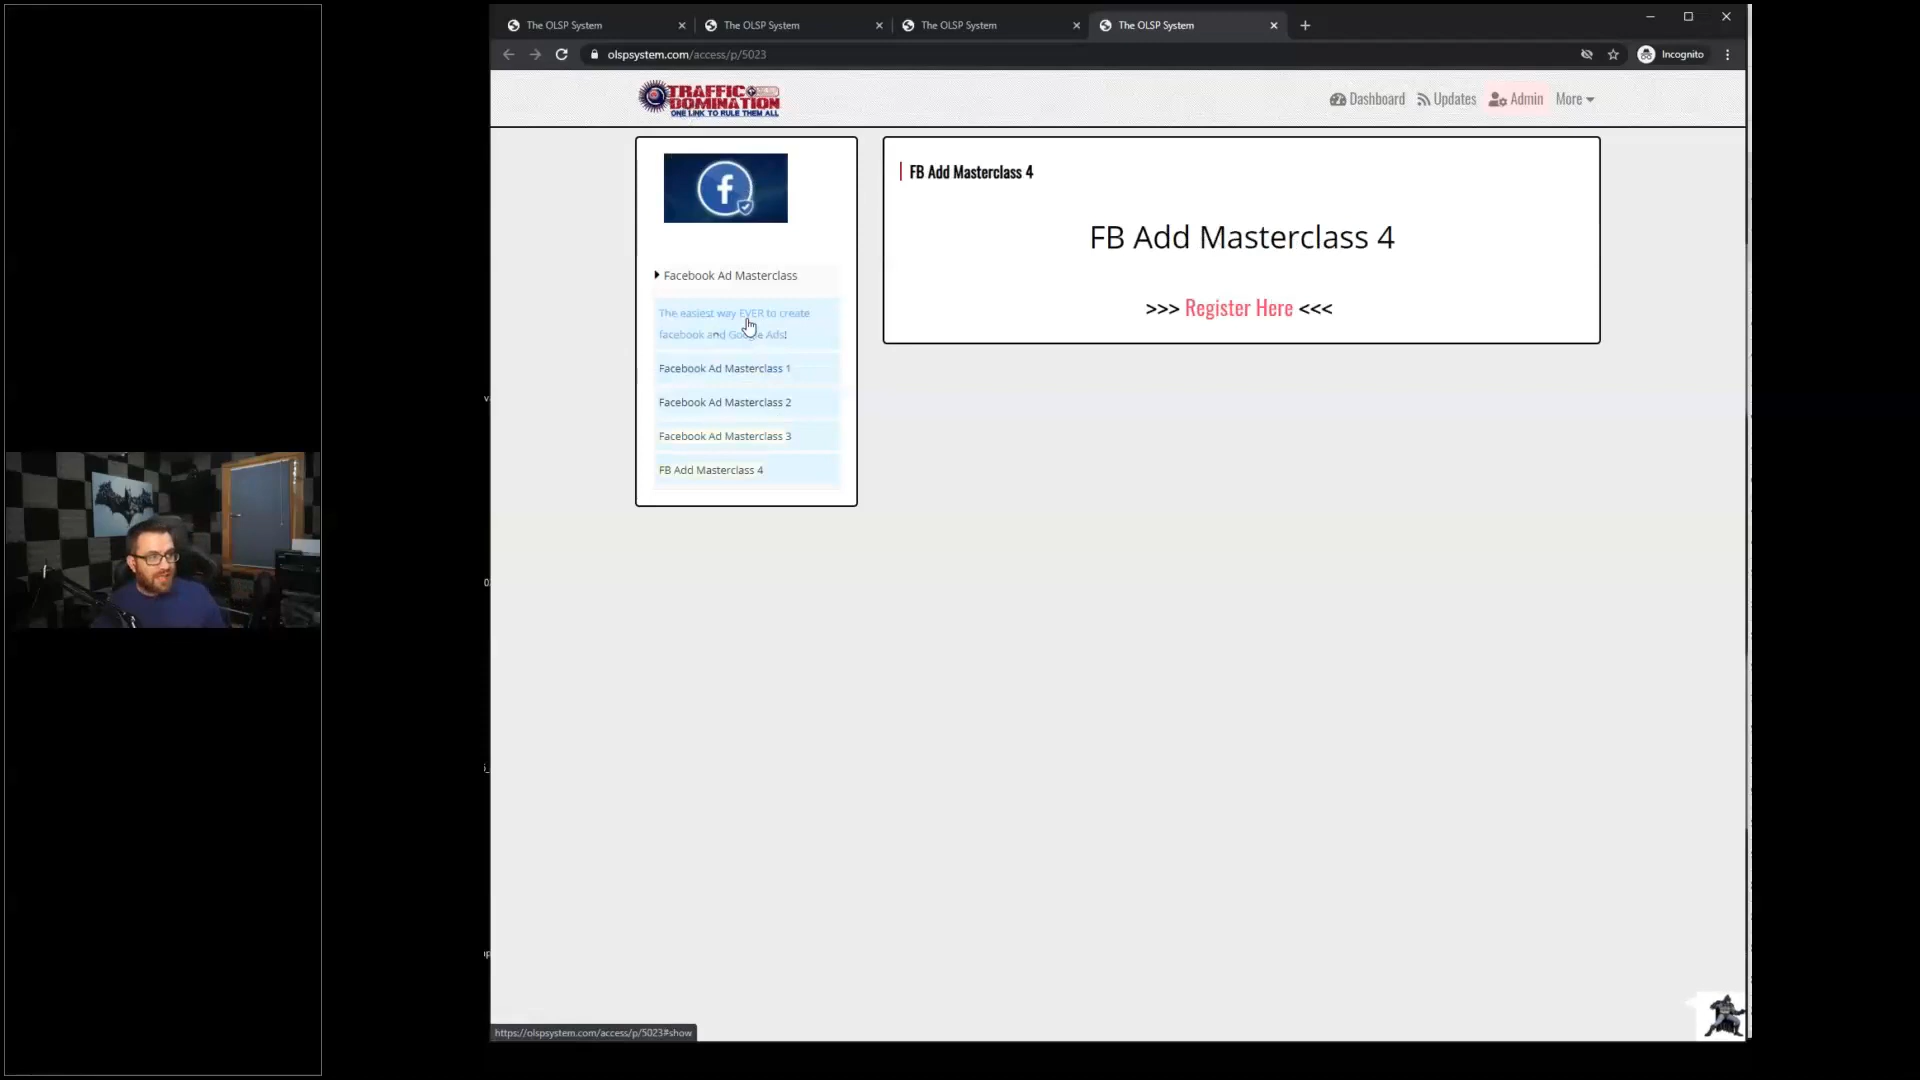 The OLSP System
The OLSP System
The OLSP System
The OLSP System
olspsystem.com/access/p/5023
Incognito
TRAFFIC
DOMINATION
ONE LINK TO RULE THEM ALL
Dashboard
Updates
Admin
More
Facebook Ad Masterclass
The easiest way EVER to create
facebook and Google Ads!
Facebook Ad Masterclass 1
Facebook Ad Masterclass 2
Facebook Ad Masterclass 3
FB Add Masterclass 4
FB Add Masterclass 4
FB Add Masterclass 4
>>> Register Here <<<
https://olspsystem.com/access/p/5023#show